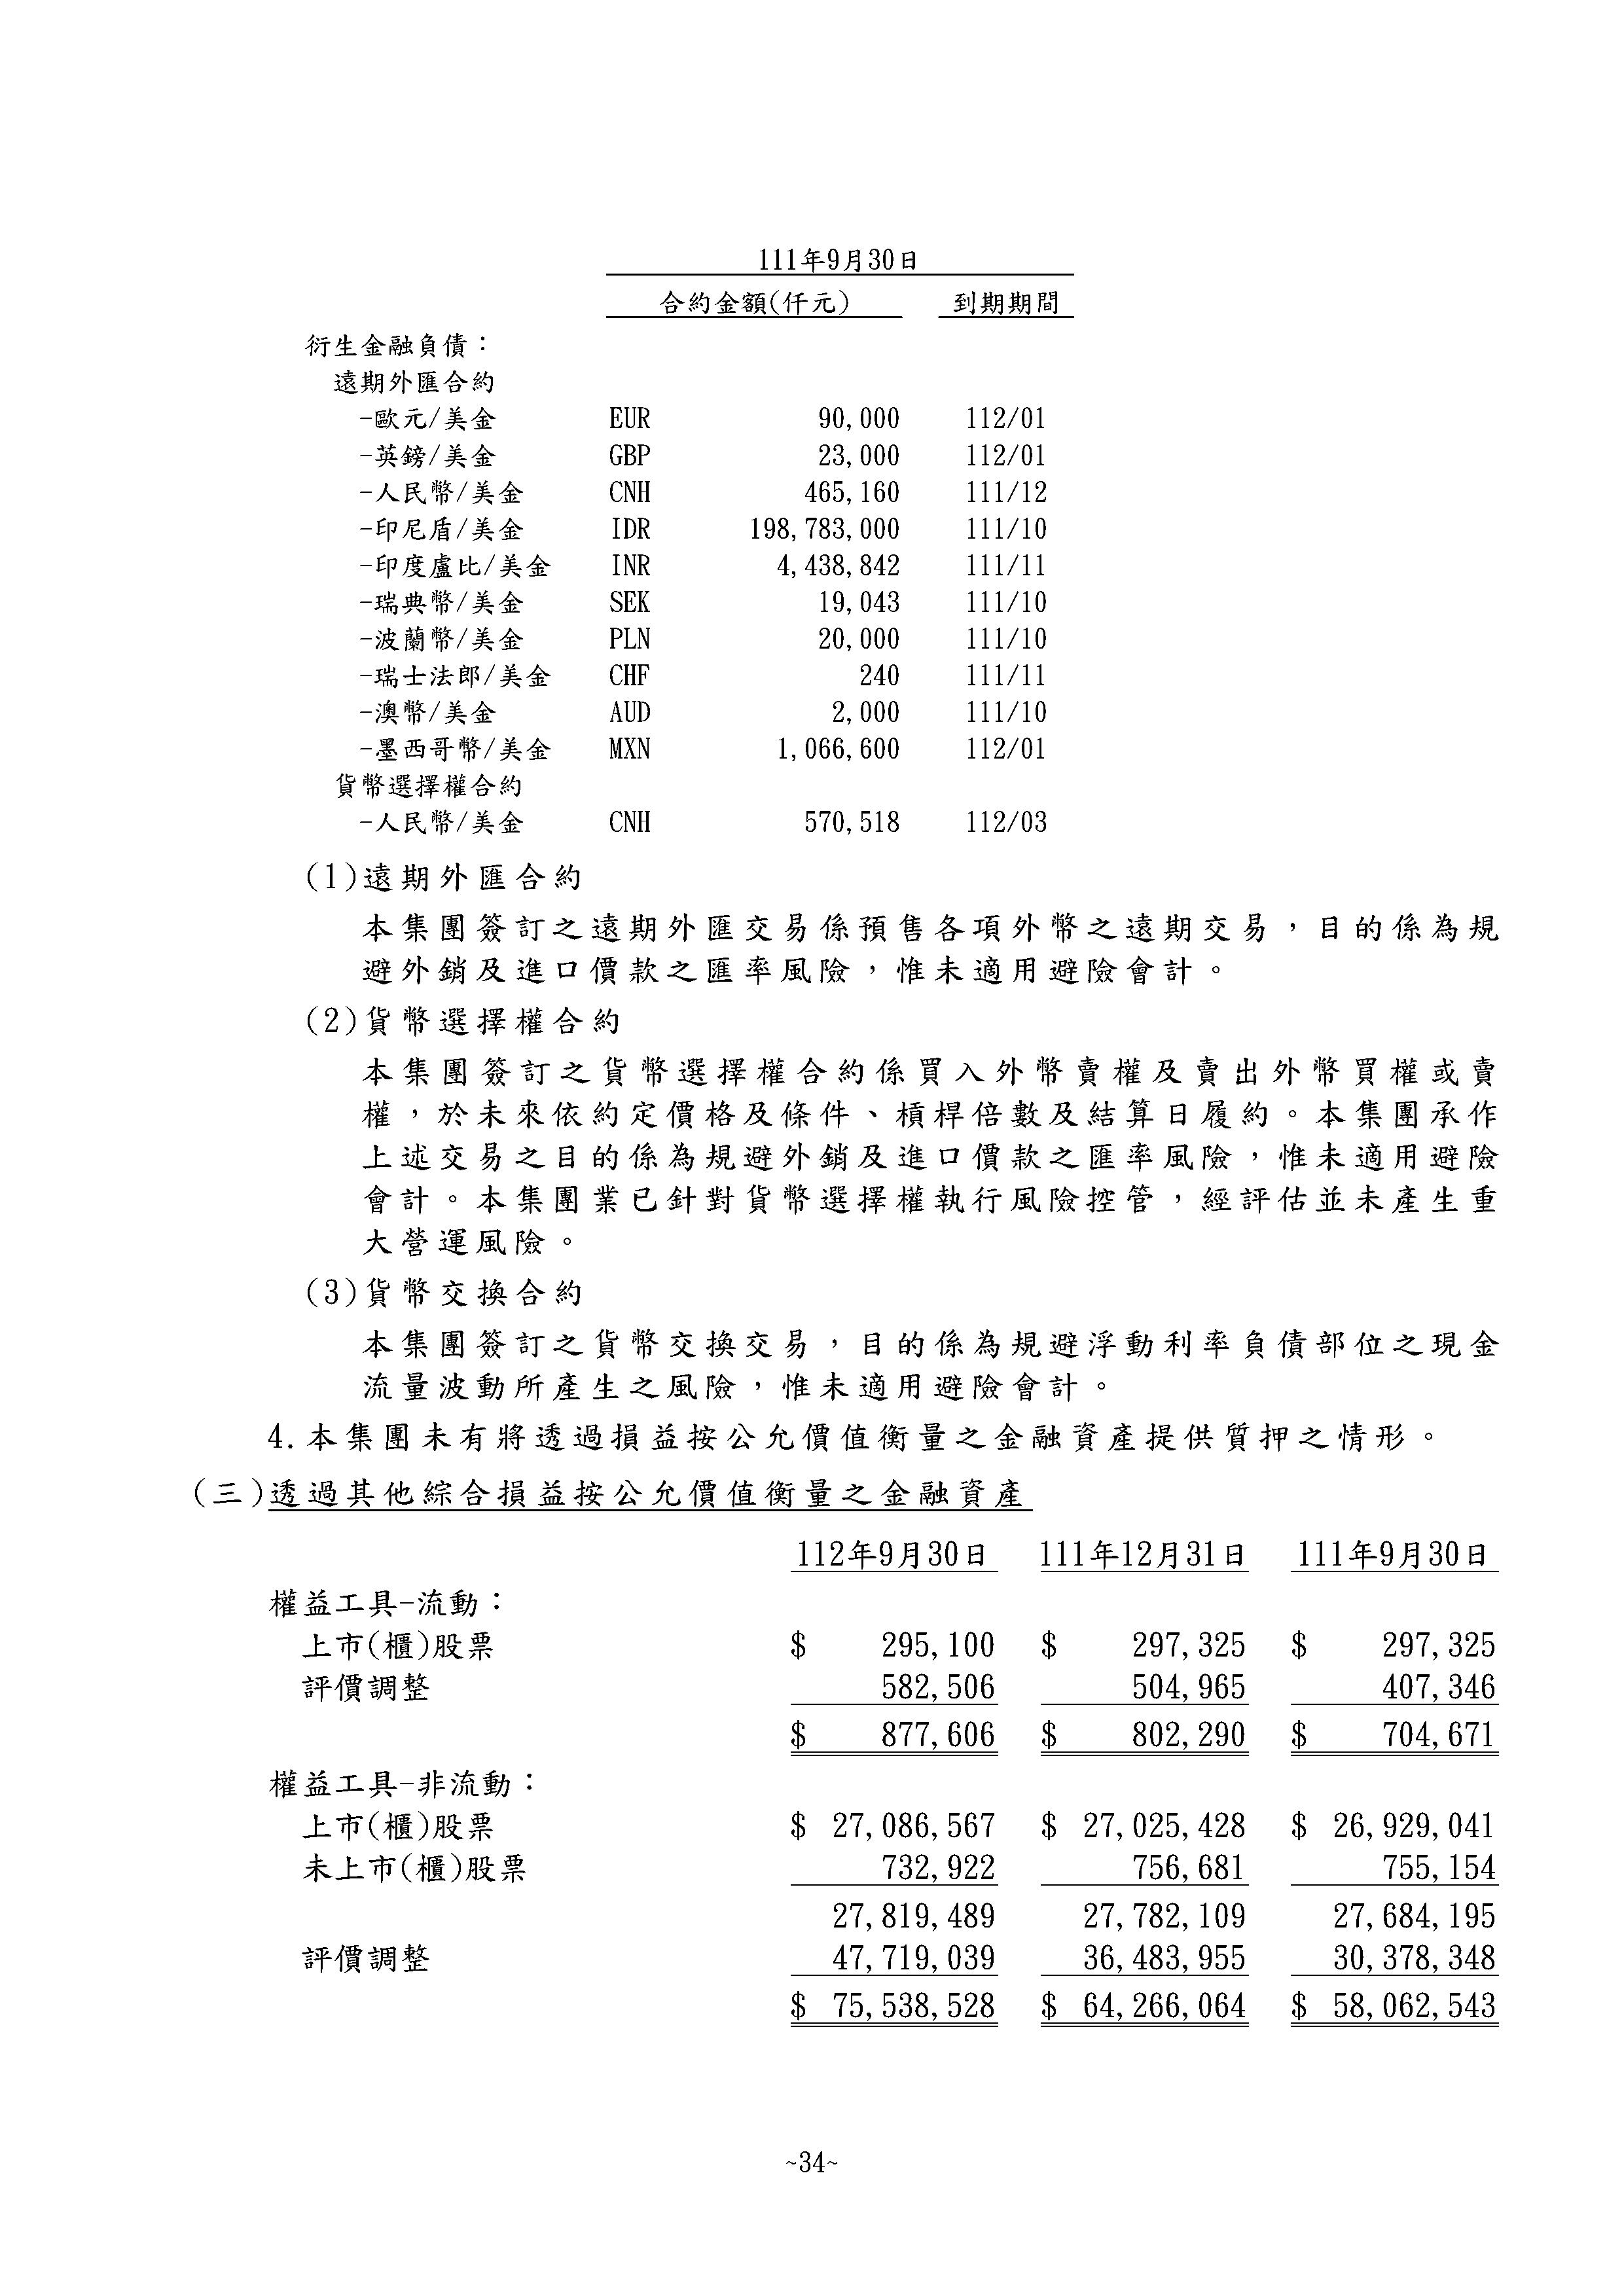 111年9月30日
合約金額(仟元) 到期期間
衍生金融負債：
遠期外匯合約
-歐元/美金 EUR 90,000 112/01
-英鎊/美金 GBP 23,000 112/01
-人民幣/美金 CNH 465,160 111/12
-印尼盾/美金 IDR 198,783,000 111/10
-印度盧比/美金 INR 4,438,842 111/11
-瑞典幣/美金 SEK 19,043 111/10
-波蘭幣/美金 PLN 20,000 111/10
-瑞士法郎/美金 CHF 240 111/11
-澳幣/美金 AUD 2,000 111/10
-墨西哥幣/美金 MXN 1,066,600 112/01
貨幣選擇權合約
-人民幣/美金 CNH 570,518 112/03
(1)遠期外匯合約
本集團簽訂之遠期外匯交易係預售各項外幣之遠期交易，目的係為規
避外銷及進口價款之匯率風險，惟未適用避險會計。
(2)貨幣選擇權合約
本集團簽訂之貨幣選擇權合約係買入外幣賣權及賣出外幣買權或賣
權，於未來依約定價格及條件、槓桿倍數及結算日履約。本集團承作
上述交易之目的係為規避外銷及進口價款之匯率風險，惟未適用避險
會計。本集團業已針對貨幣選擇權執行風險控管，經評估並未產生重
大營運風險。
(3)貨幣交換合約
本集團簽訂之貨幣交換交易，目的係為規避浮動利率負債部位之現金
流量波動所產生之風險，惟未適用避險會計。
4.本集團未有將透過損益按公允價值衡量之金融資產提供質押之情形。
(三)透過其他綜合損益按公允價值衡量之金融資產
112年9月30日 111年12月31日 111年9月30日
權益工具-流動：
上市(櫃)股票 $ 295,100 $ 297,325 $ 297,325
評價調整 582,506 504,965 407,346
$ 877,606 $ 802,290 $ 704,671
權益工具-非流動：
上市(櫃)股票 $ 27,086,567 $ 27,025,428 $ 26,929,041
未上市(櫃)股票 732,922 756,681 755,154
27,819,489 27,782,109 27,684,195
評價調整 47,719,039 36,483,955 30,378,348
$ 75,538,528 $ 64,266,064 $ 58,062,543
~34~